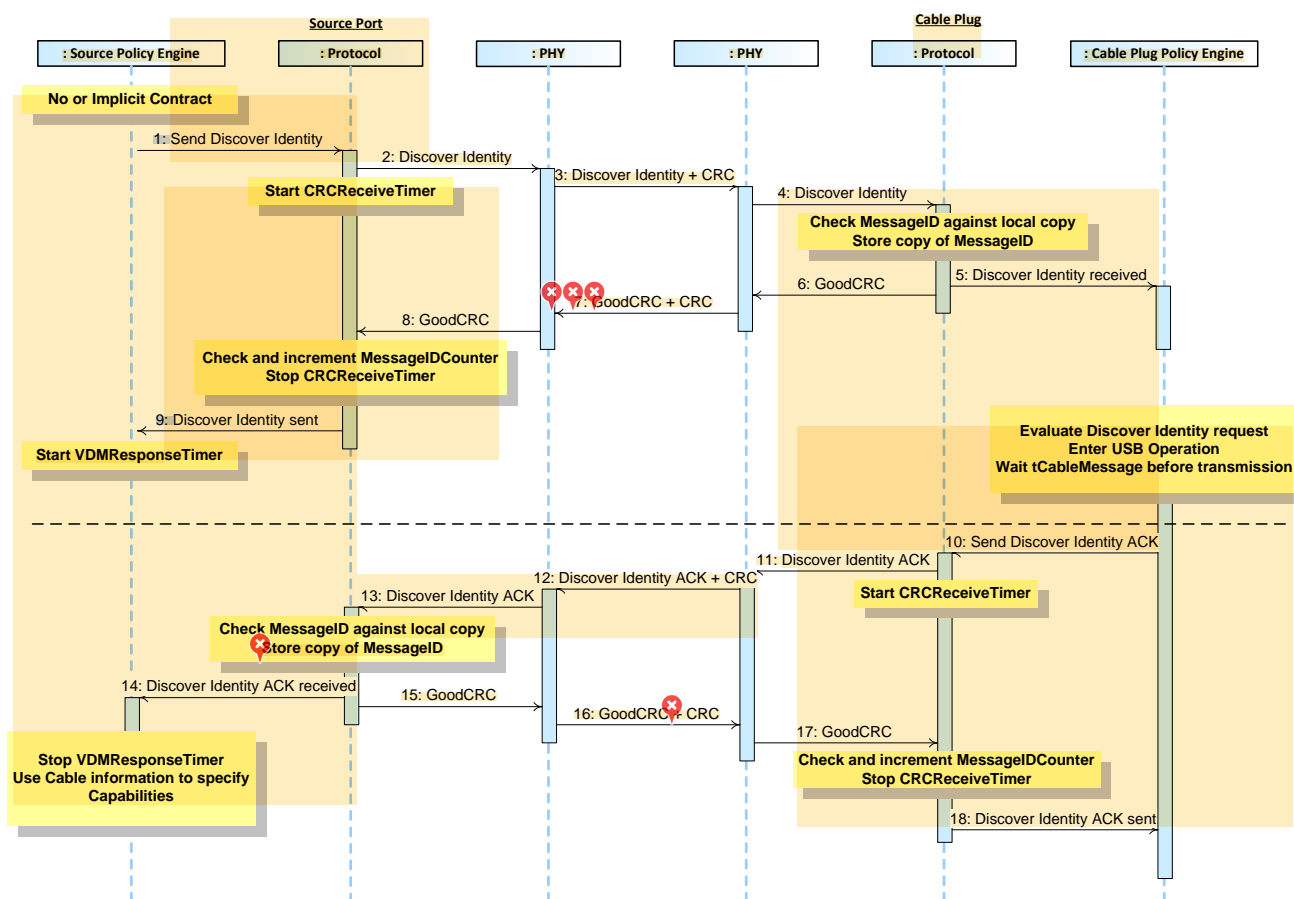 Source Port
Cable Plug
: Source Policy Engine
: Protocol
: PHY
: PHY
: Protocol
: Cable Plug Policy Engine
No or Implicit Contract
1: Send Discover Identity
2: Discover Identity
3: Discover Identity + CRC
Start CRCReceiveTimer
4: Discover Identity
Check MessageID against local copy
Store copy of MessageID
5: Discover Identity received
6: GoodCRC
7: GoodCRC + CRC
8: GoodCRC
Check and increment MessageIDCounter
Stop CRCReceiveTimer
9: Discover Identity sent
Start VDMResponseTimer
Evaluate Discover Identity request
Enter USB Operation
Wait tCableMessage before transmission
10: Send Discover Identity ACK
11: Discover Identity ACK
12: Discover Identity ACK + CRC
Start CRCReceiveTimer
13: Discover Identity ACK
Check MessageID against local copy
Store copy of MessageID
14: Discover Identity ACK received
15: GoodCRC
16: GoodCRC + CRC
17: GoodCRC
Stop VDMResponseTimer
Use Cable information to specify
Capabilities
Check and increment MessageIDCounter
Stop CRCReceiveTimer
18: Discover Identity ACK sent